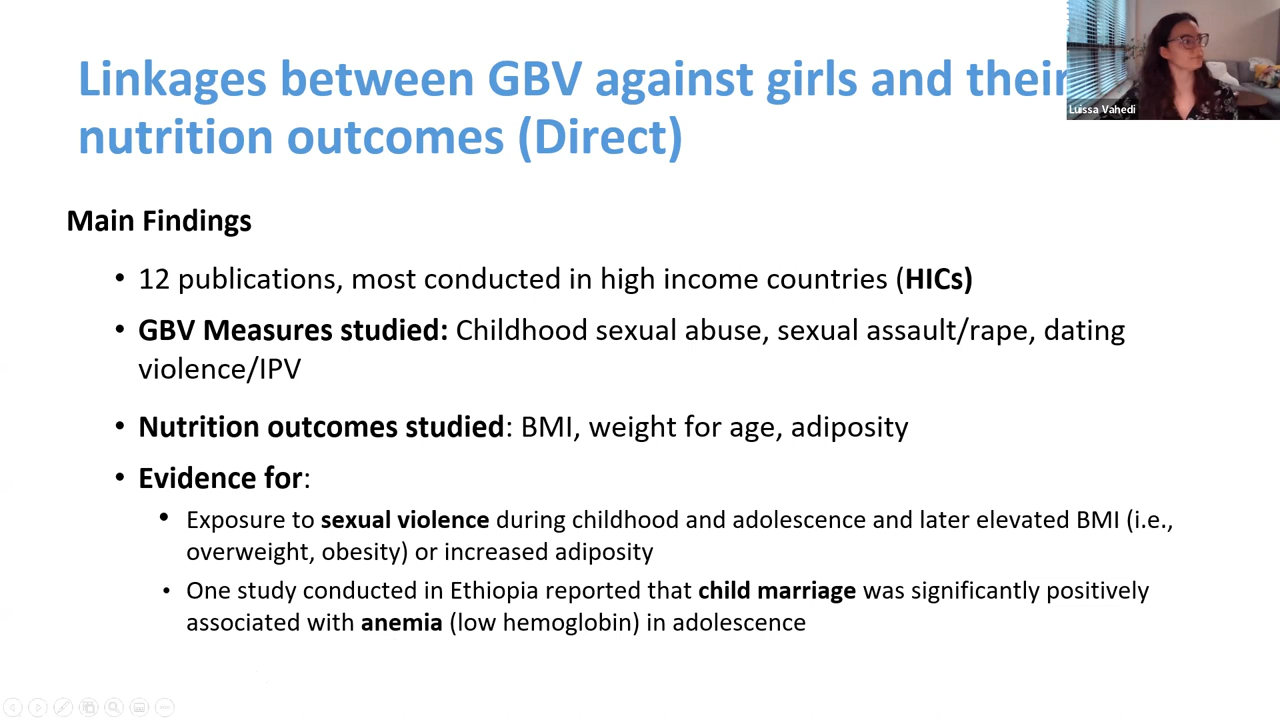 Linkages between GBV against girls and their
nutrition outcomes (Direct)
Luissa Vahedi
Main Findings
• 12 publications, most conducted in high income countries (HICs)
• GBV Measures studied: Childhood sexual abuse, sexual assault/rape, dating
violence/IPV
• Nutrition outcomes studied: BMI, weight for age, adiposity
• Evidence for:
• Exposure to sexual violence during childhood and adolescence and later elevated BMI (i.e.,
overweight, obesity) or increased adiposity
• One study conducted in Ethiopia reported that child marriage was significantly positively
associated with anemia (low hemoglobin) in adolescence